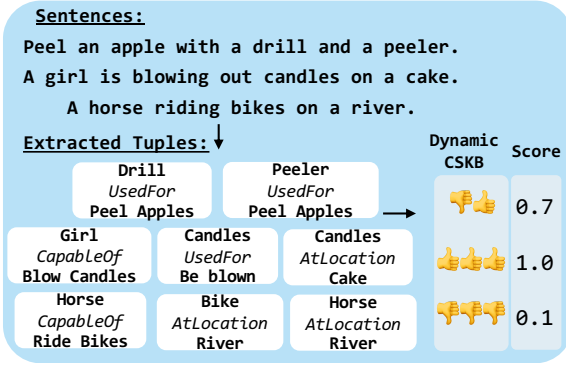 Sentences:
Peel an apple with a drill and a peeler.
A girl is blowing out candles on a cake.
A horse riding bikes on a river.
Extracted Tuples:
Dynamic
CSKB
Score
Drill
UsedFor
Peel Apples
Peeler
UsedFor
Peel Apples
0.7
Girl
CapableOf
Blow Candles
Candles
UsedFor
Be blown
Candles
AtLocation
Cake
1.0
Horse
CapableOf
Ride Bikes
Bike
AtLocation
River
Horse
AtLocation
River
0.1